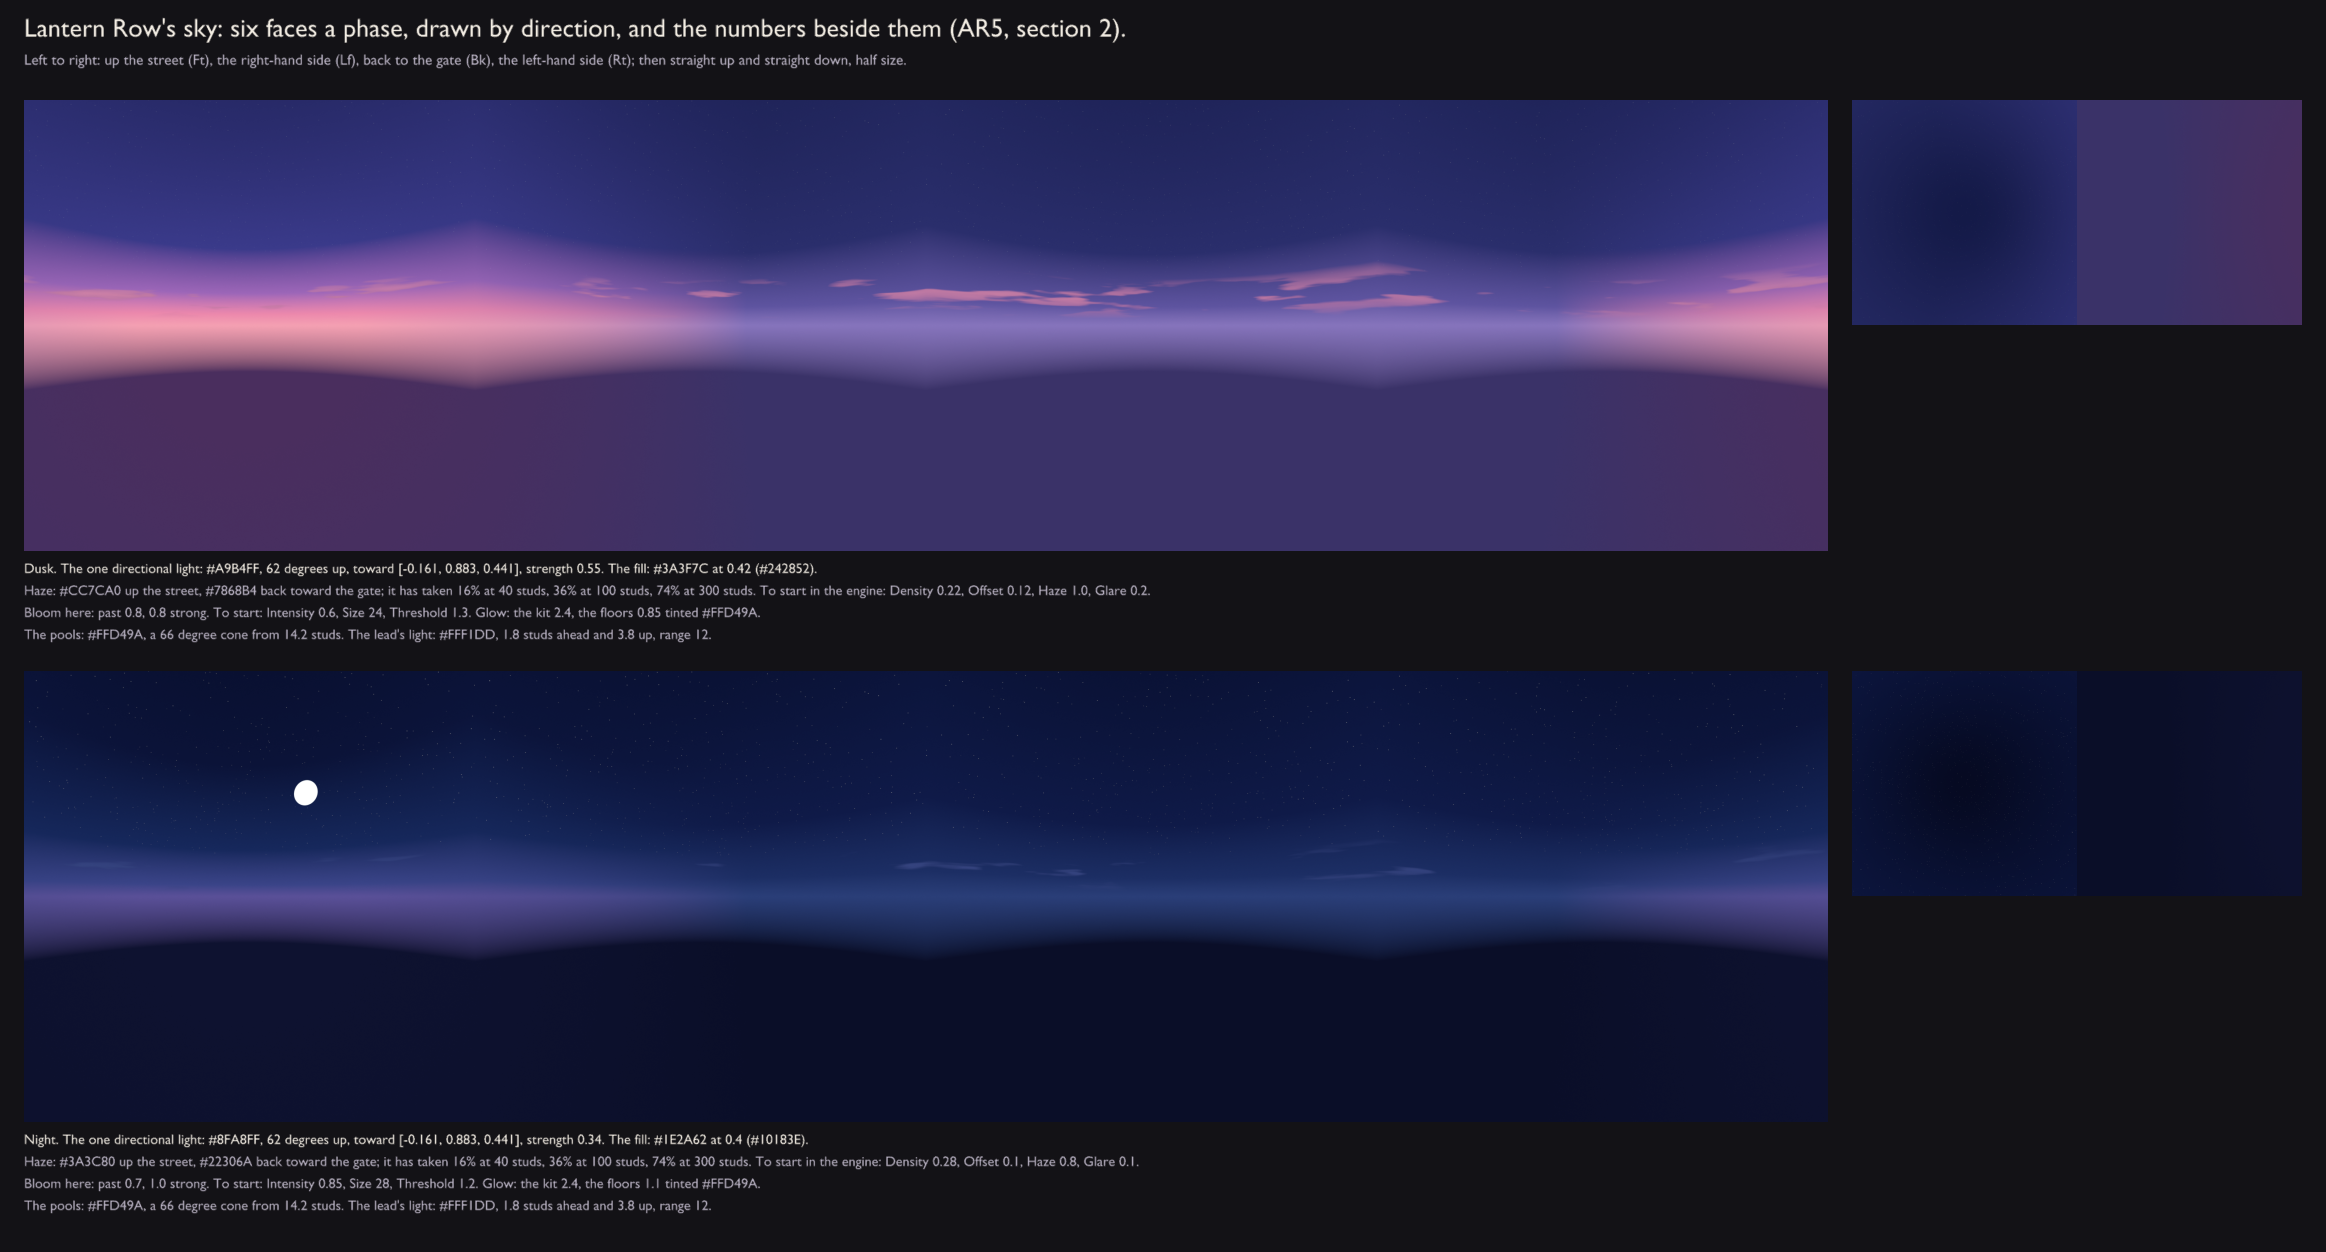 Lantern Row's sky: six faces a phase, drawn by direction, and the numbers beside them (AR5, section 2).
Left to right: up the street (Ft), the right-hand side (Lf), back to the gate (Bk), the left-hand side (Rt); then straight up and straight down, half size.
Dusk. The one directional light: #A9B4FF, 62 degrees up, toward [-0.161, 0.883, 0.441], strength 0.55. The fill: #3A3F7C at 0.42 (#242852).
Haze: #CC7CA0 up the street, #7868B4 back toward the gate; it has taken 16% at 40 studs, 36% at 100 studs, 74% at 300 studs. To start in the engine: Density 0.22, Offset 0.12, Haze 1.0, Glare 0.2.
Bloom here: past 0.8, 0.8 strong. To start: Intensity 0.6, Size 24, Threshold 1.3. Glow: the kit 2.4, the floors 0.85 tinted #FFD49A.
The pools: #FFD49A, a 66 degree cone from 14.2 studs. The lead's light: #FFF1DD, 1.8 studs ahead and 3.8 up, range 12.
Night. The one directional light: #8FA8FF, 62 degrees up, toward [-0.161, 0.883, 0.441], strength 0.34. The fill: #1E2A62 at 0.4 (#10183E).
Haze: #3A3C80 up the street, #22306A back toward the gate; it has taken 16% at 40 studs, 36% at 100 studs, 74% at 300 studs. To start in the engine: Density 0.28, Offset 0.1, Haze 0.8, Glare 0.1.
Bloom here: past 0.7, 1.0 strong. To start: Intensity 0.85, Size 28, Threshold 1.2. Glow: the kit 2.4, the floors 1.1 tinted #FFD49A.
The pools: #FFD49A, a 66 degree cone from 14.2 studs. The lead's light: #FFF1DD, 1.8 studs ahead and 3.8 up, range 12.